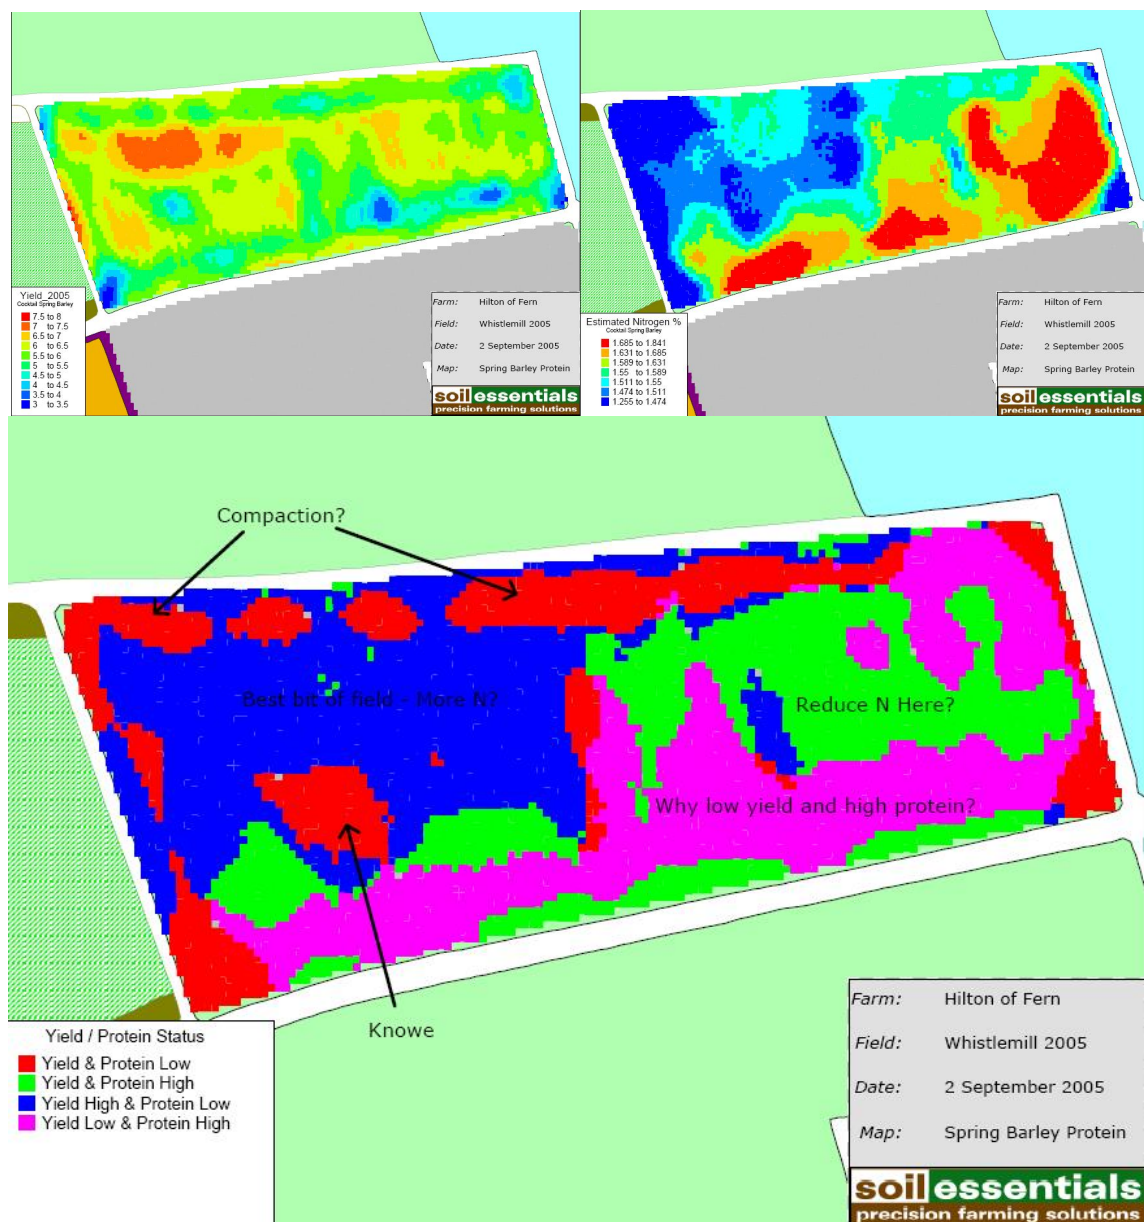 Yield_2005
Cocktail Spring Barley
7.5 to 8
7 to 7.5
6.5 to 7
6 to 6.5
5.5 to 6
5 to 5.5
4.5 to 5
4 to 4.5
3.5 to 4
3 to 3.5
Farm: Hilton of Fern
Field: Whistlemill 2005
Date: 2 September 2005
Map: Spring Barley Protein
soil essentials
precision farming solutions
Estimated Nitrogen %
Cocktail Spring Barley
1.685 to 1.841
1.631 to 1.685
1.589 to 1.631
1.55 to 1.589
1.511 to 1.55
1.474 to 1.511
1.255 to 1.474
Farm: Hilton of Fern
Field: Whistlemill 2005
Date: 2 September 2005
Map: Spring Barley Protein
soil essentials
precision farming solutions
Compaction?
Best bit of field - More N?
Reduce N Here?
Why low yield and high protein?
Knowe
Yield / Protein Status
Yield & Protein Low
Yield & Protein High
Yield High & Protein Low
Yield Low & Protein High
Farm: Hilton of Fern
Field: Whistlemill 2005
Date: 2 September 2005
Map: Spring Barley Protein
soil essentials
precision farming solutions